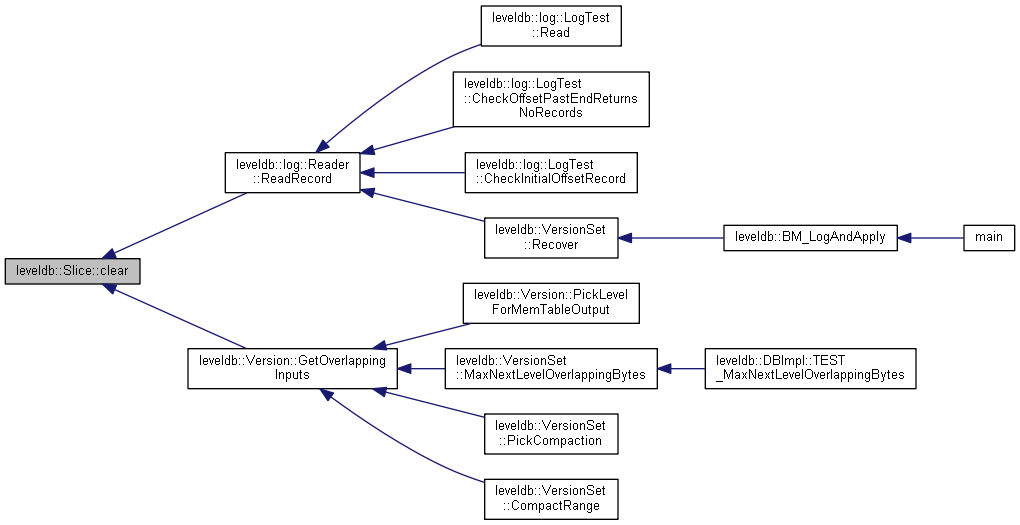 leveldb::log::LogTest
::Read
leveldb::log::LogTest
::CheckOffsetPastEndReturns
NoRecords
leveldb::log::Reader
::ReadRecord
leveldb::log::LogTest
::CheckInitialOffsetRecord
leveldb::VersionSet
::Recover
leveldb::BM_LogAndApply
main
leveldb::Slice::clear
leveldb::Version::PickLevel
ForMemTableOutput
leveldb::Version::GetOverlapping
Inputs
leveldb::VersionSet
::MaxNextLevelOverlappingBytes
leveldb::DBImpl::TEST
_MaxNextLevelOverlappingBytes
leveldb::VersionSet
::PickCompaction
leveldb::VersionSet
::CompactRange